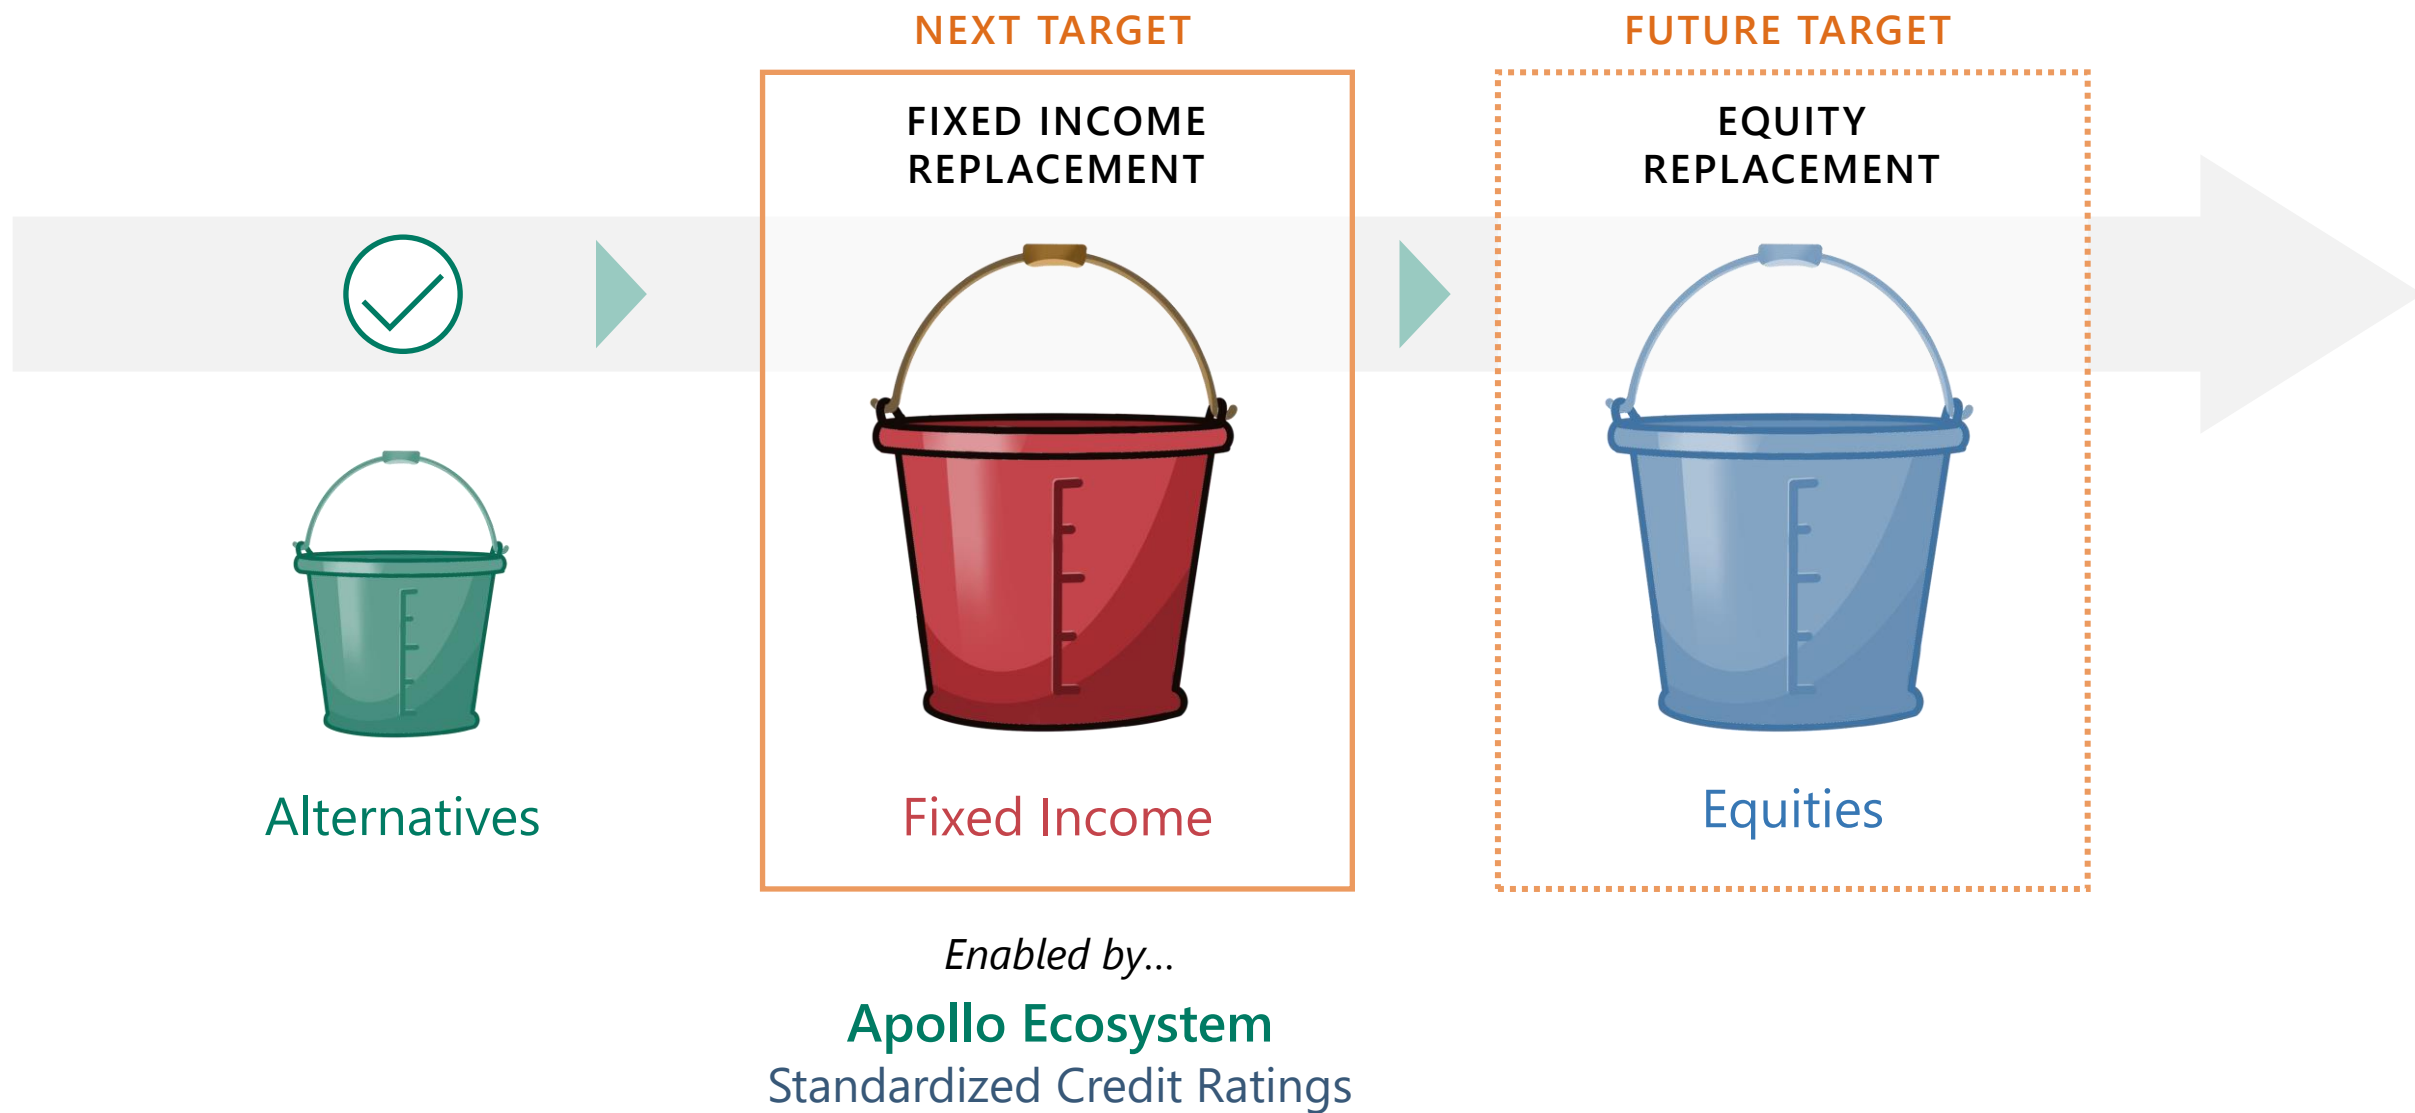 NEXT TARGET
FUTURE TARGET
FIXED INCOME
REPLACEMENT
EQUITY
REPLACEMENT
Alternatives
Fixed Income
Equities
Enabled by...
Apollo Ecosystem
Standardized Credit Ratings